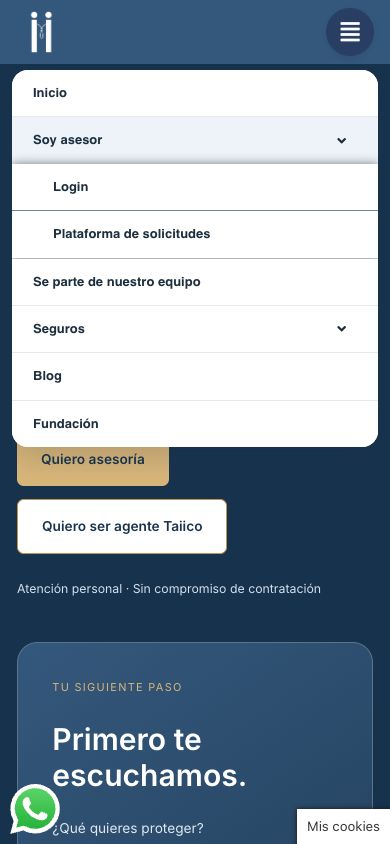 Inicio
Soy asesor
Login
Plataforma de solicitudes
Se parte de nuestro equipo
Seguros
Blog
Fundación
Quiero asesoría
Quiero ser agente Taiico
Atención personal · Sin compromiso de contratación
TU SIGUIENTE PASO
Primero te
escuchamos.
¿Qué quieres proteger?
Mis cookies